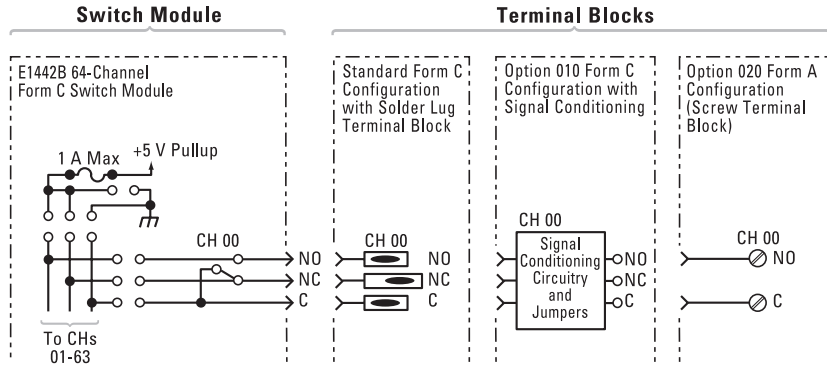 Switch Module
Terminal Blocks
E1442B 64-Channel
Form C Switch Module
1 A Max
+5 V Pullup
CH 00
NO
NC
C
To CHs
01-63
Standard Form C
Configuration
with Solder Lug
Terminal Block
CH 00
NO
NC
C
Option 010 Form C
Configuration with
Signal Conditioning
CH 00
Signal
Conditioning
Circuitry
and
Jumpers
NO
NC
C
Option 020 Form A
Configuration
(Screw Terminal
Block)
CH 00
NO
C